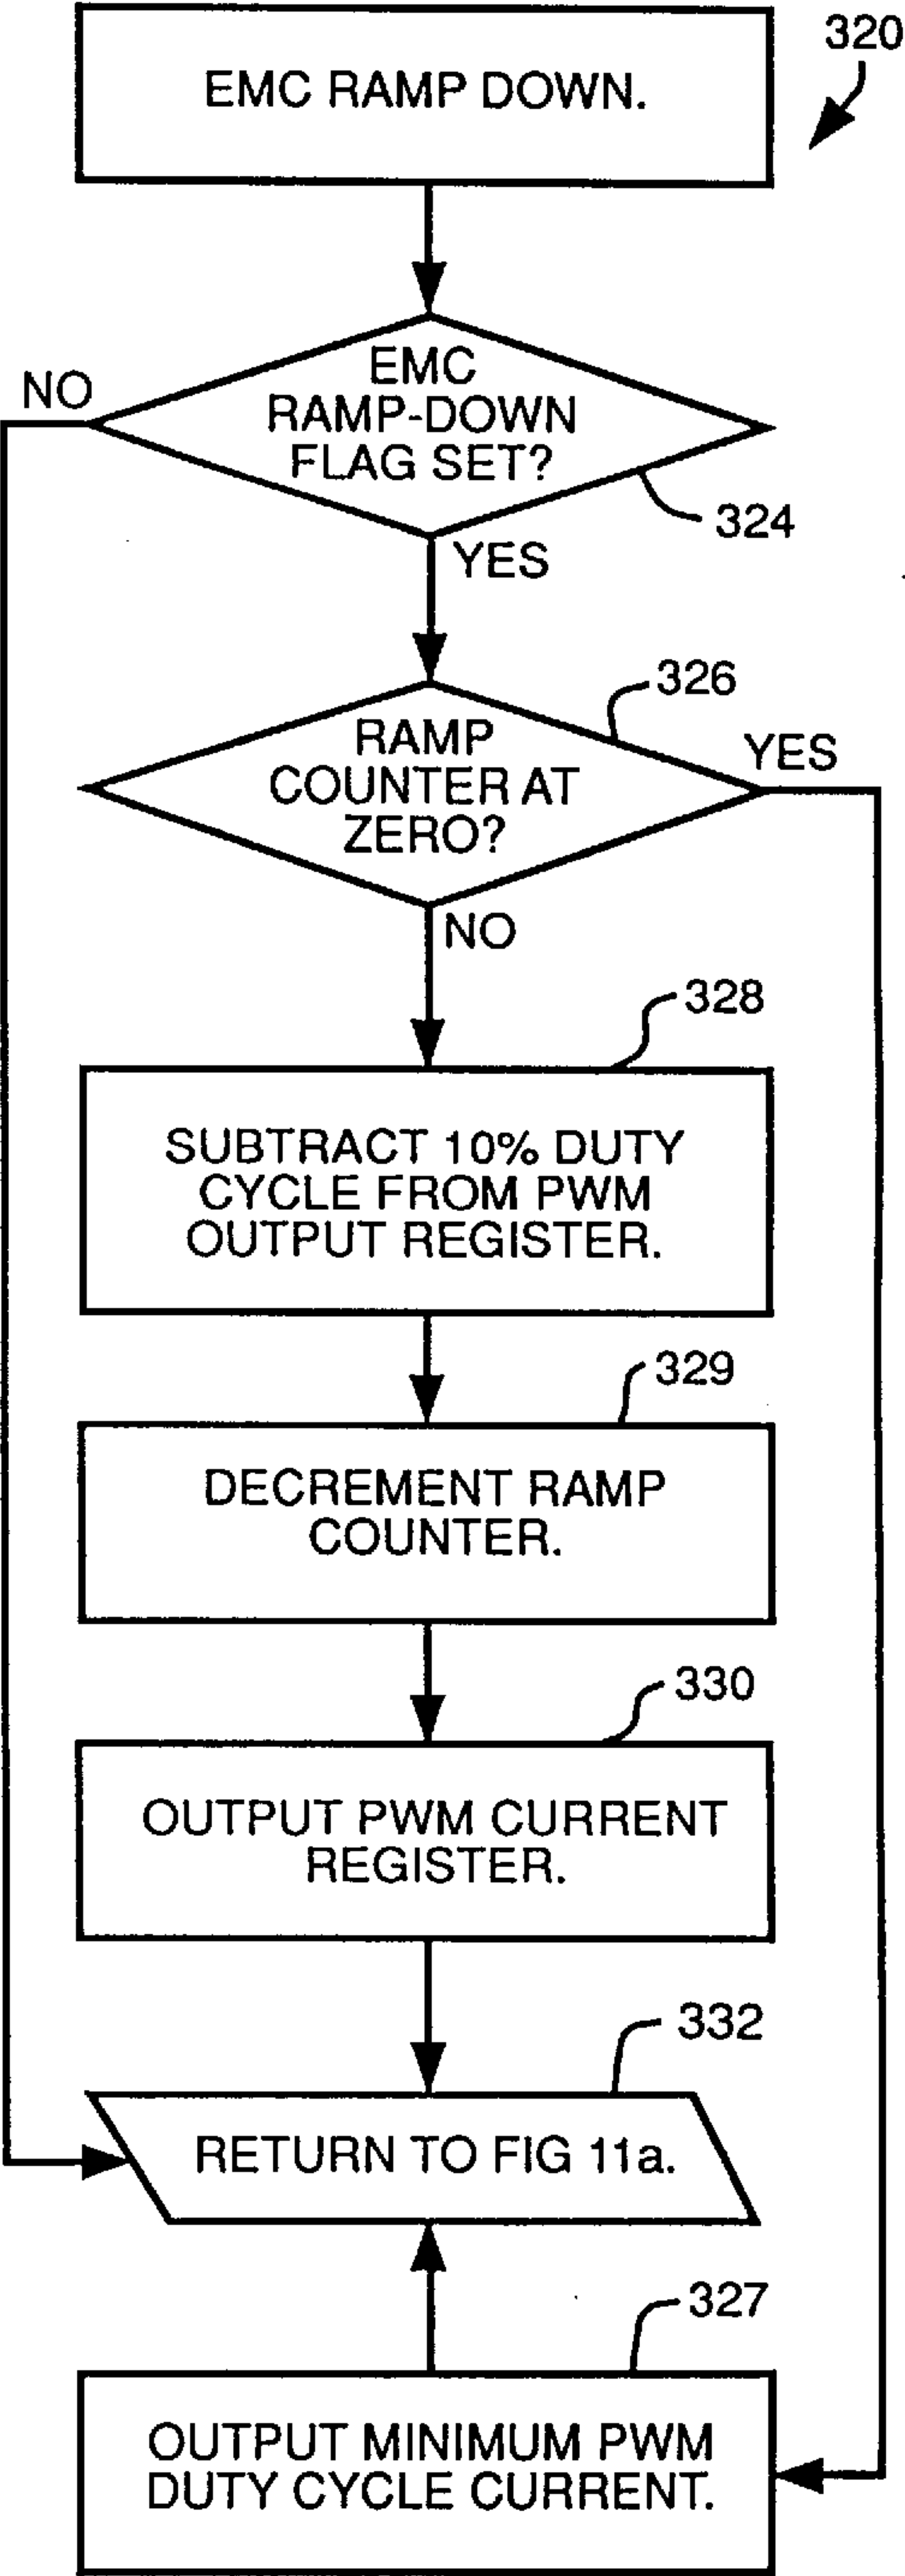 320
EMC RAMP DOWN.
NO
EMC
RAMP-DOWN
FLAG SET?
324
YES
326
RAMP
COUNTER AT
ZERO?
YES
NO
328
SUBTRACT 10% DUTY
CYCLE FROM PWM
OUTPUT REGISTER.
329
DECREMENT RAMP
COUNTER.
330
OUTPUT PWM CURRENT
REGISTER.
332
RETURN TO FIG 11a.
327
OUTPUT MINIMUM PWM
DUTY CYCLE CURRENT.